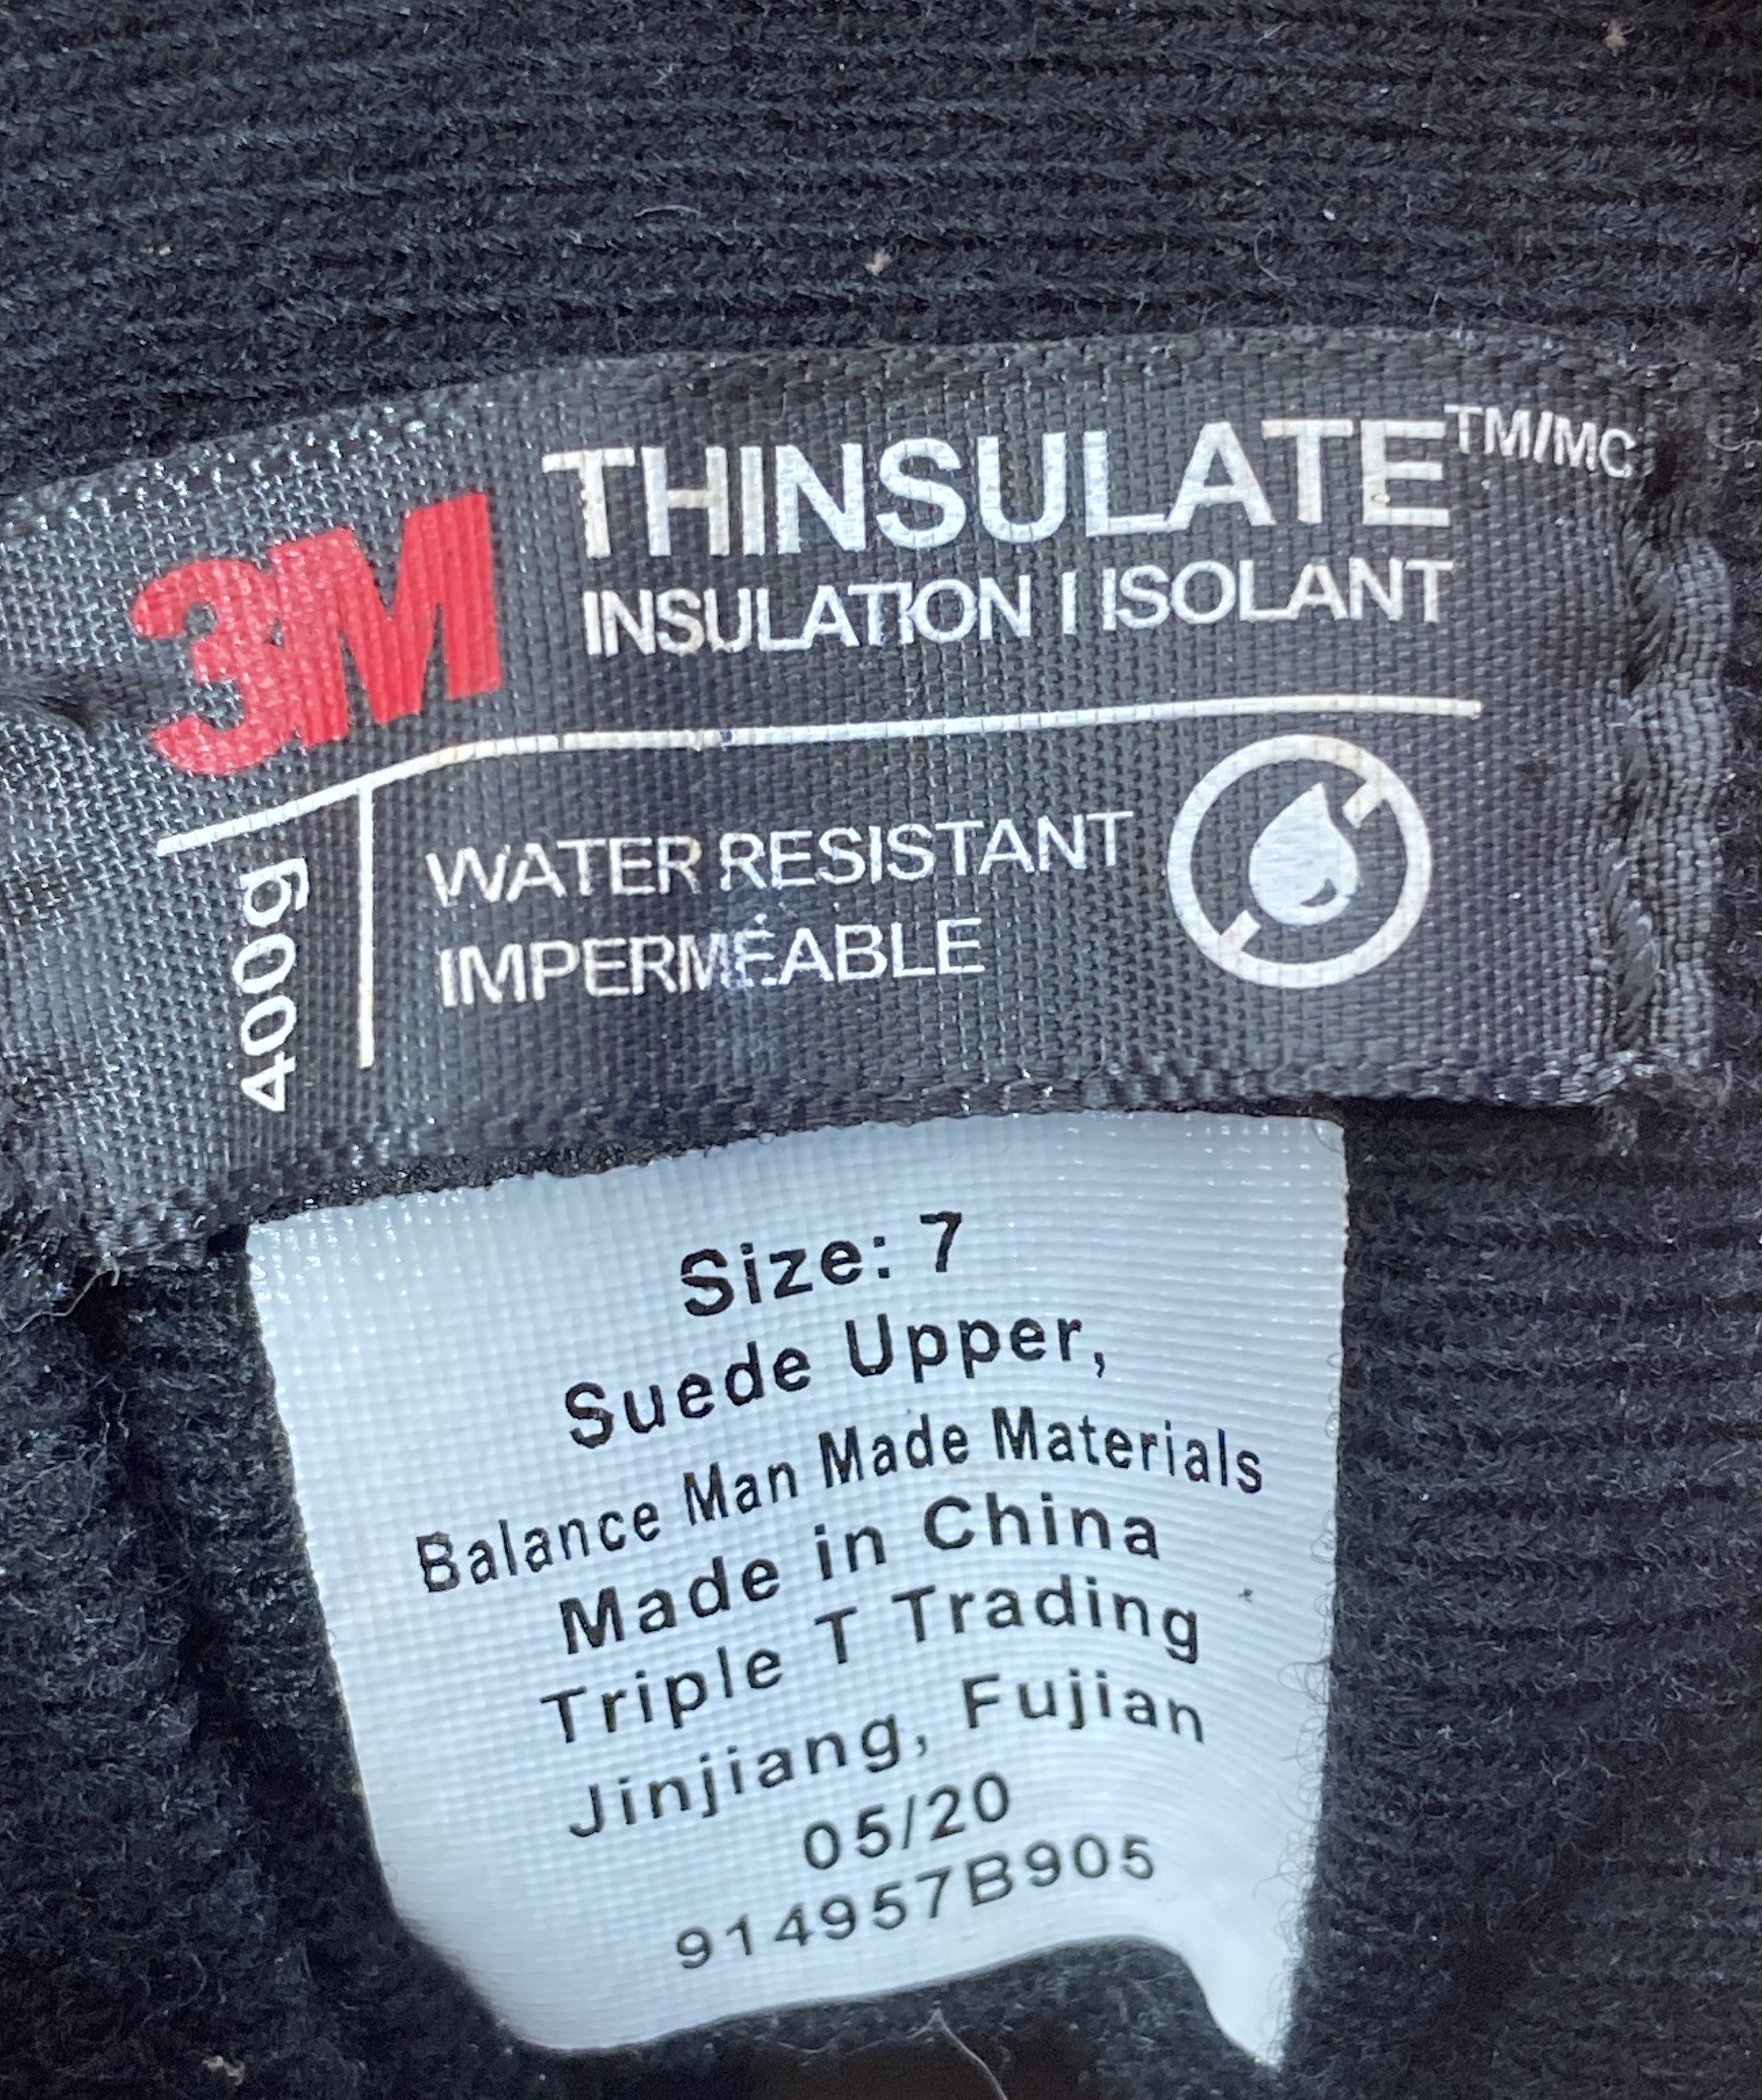 3M
THINSULATE™/MC
INSULATION | ISOLANT
400g
WATER RESISTANT
IMPERMÉABLE
Size: 7
Suede Upper,
Balance Man Made Materials
Made in China
Triple T Trading
Jinjiang, Fujian
05/20
914957B905